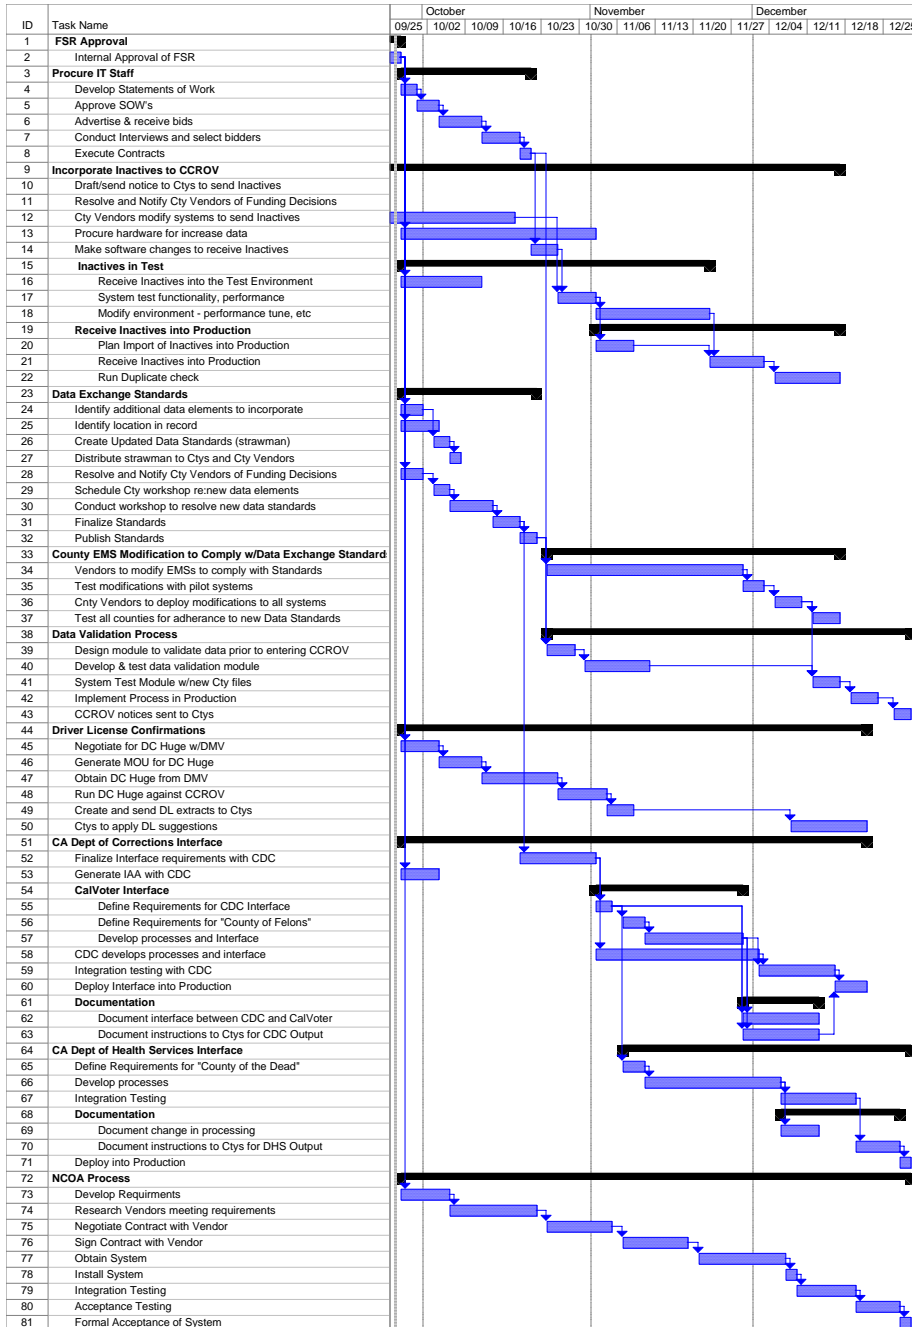 October November December
ID Task Name 09/25 10/02 10/09 10/16 10/23 10/30 11/06 11/13 11/20 11/27 12/04 12/11 12/18 12/25
1 FSR Approval
2 Internal Approval of FSR
3 Procure IT Staff
4 Develop Statements of Work
5 Approve SOW's
6 Advertise & receive bids
7 Conduct Interviews and select bidders
8 Execute Contracts
9 Incorporate Inactives to CCROV
10 Draft/send notice to Ctys to send Inactives
11 Resolve and Notify Cty Vendors of Funding Decisions
12 Cty Vendors modify systems to send Inactives
13 Procure hardware for increase data
14 Make software changes to receive Inactives
15 Inactives in Test
16 Receive Inactives into the Test Environment
17 System test functionality, performance
18 Modify environment - performance tune, etc
19 Receive Inactives into Production
20 Plan Import of Inactives into Production
21 Receive Inactives into Production
22 Run Duplicate check
23 Data Exchange Standards
24 Identify additional data elements to incorporate
25 Identify location in record
26 Create Updated Data Standards (strawman)
27 Distribute strawman to Ctys and Cty Vendors
28 Resolve and Notify Cty Vendors of Funding Decisions
29 Schedule Cty workshop re:new data elements
30 Conduct workshop to resolve new data standards
31 Finalize Standards
32 Publish Standards
33 County EMS Modification to Comply w/Data Exchange Standard
34 Vendors to modify EMSs to comply with Standards
35 Test modifications with pilot systems
36 Cnty Vendors to deploy modifications to all systems
37 Test all counties for adherance to new Data Standards
38 Data Validation Process
39 Design module to validate data prior to entering CCROV
40 Develop & test data validation module
41 System Test Module w/new Cty files
42 Implement Process in Production
43 CCROV notices sent to Ctys
44 Driver License Confirmations
45 Negotiate for DC Huge w/DMV
46 Generate MOU for DC Huge
47 Obtain DC Huge from DMV
48 Run DC Huge against CCROV
49 Create and send DL extracts to Ctys
50 Ctys to apply DL suggestions
51 CA Dept of Corrections Interface
52 Finalize Interface requirements with CDC
53 Generate IAA with CDC
54 CalVoter Interface
55 Define Requirements for CDC Interface
56 Define Requirements for "County of Felons"
57 Develop processes and Interface
58 CDC develops processes and interface
59 Integration testing with CDC
60 Deploy Interface into Production
61 Documentation
62 Document interface between CDC and CalVoter
63 Document instructions to Ctys for CDC Output
64 CA Dept of Health Services Interface
65 Define Requirements for "County of the Dead"
66 Develop processes
67 Integration Testing
68 Documentation
69 Document change in processing
70 Document instructions to Ctys for DHS Output
71 Deploy into Production
72 NCOA Process
73 Develop Requirments
74 Research Vendors meeting requirements
75 Negotiate Contract with Vendor
76 Sign Contract with Vendor
77 Obtain System
78 Install System
79 Integration Testing
80 Acceptance Testing
81 Formal Acceptance of System